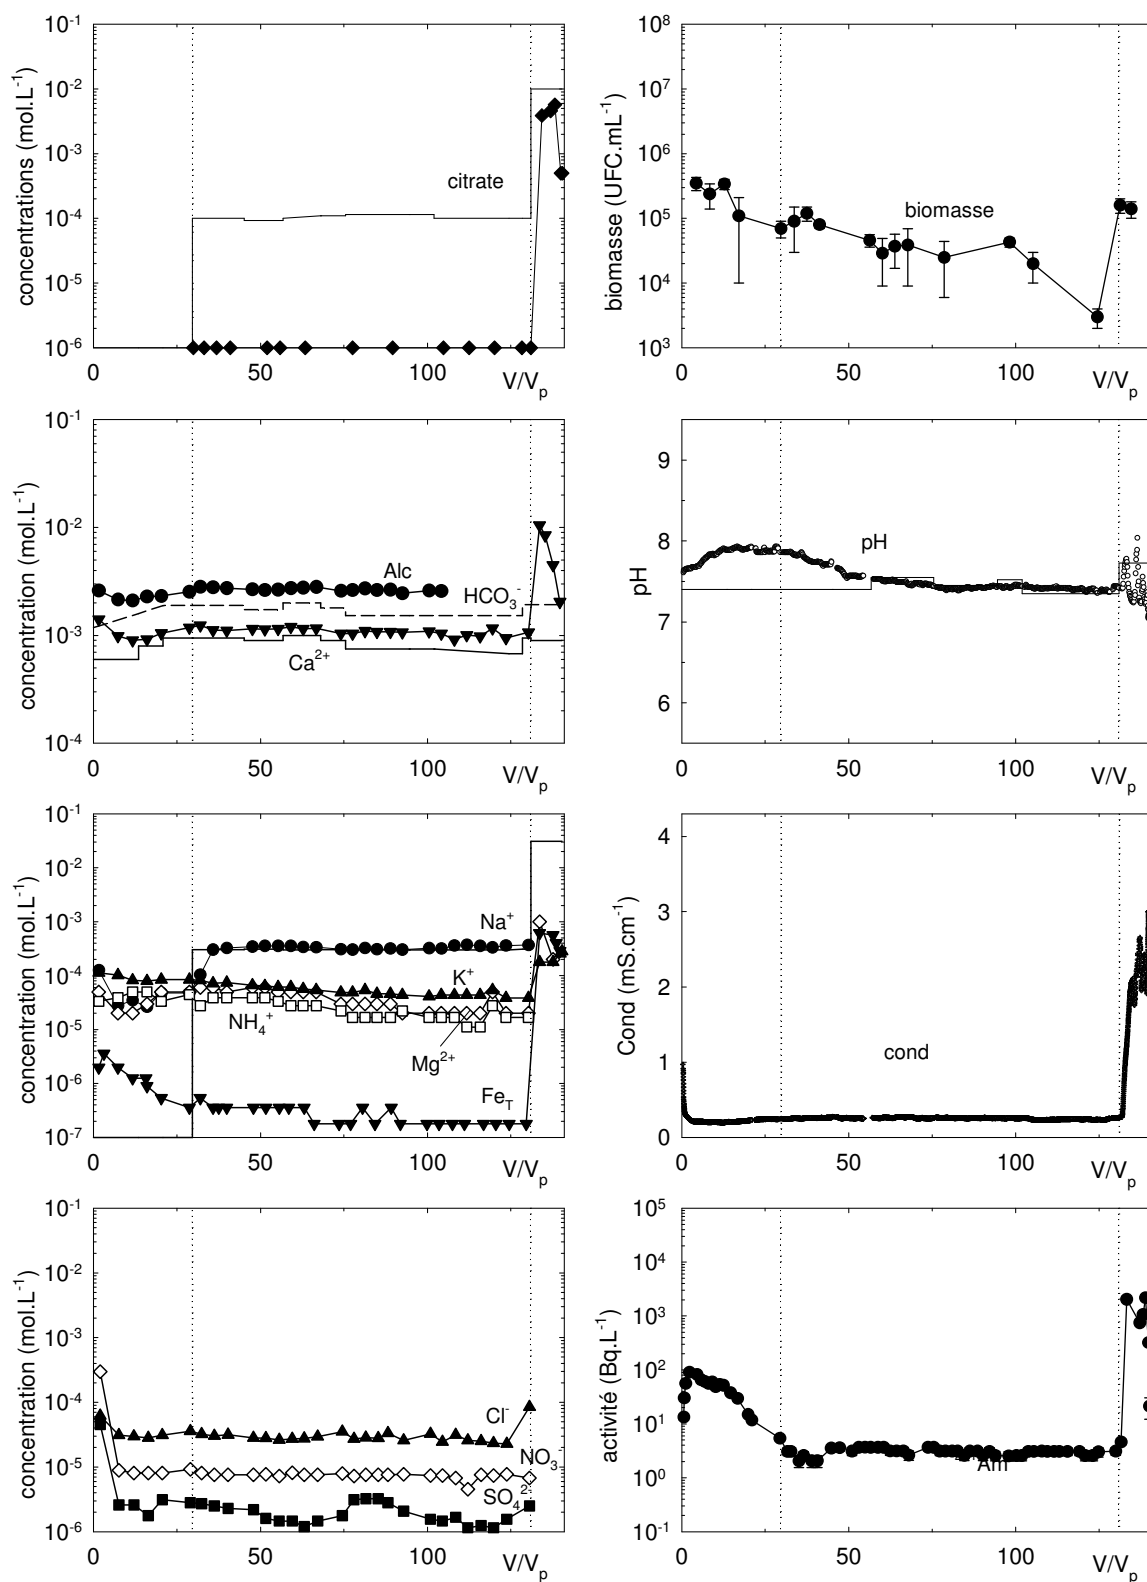 concentrations (mol.L⁻¹)
10⁻¹
10⁻²
10⁻³
10⁻⁴
10⁻⁵
10⁻⁶
citrate
0 50 100 V/Vₚ
biomasse (UFC.mL⁻¹)
10⁸
10⁷
10⁶
10⁵
10⁴
10³
biomasse
0 50 100 V/Vₚ
concentration (mol.L⁻¹)
10⁻¹
10⁻²
10⁻³
10⁻⁴
Alc
HCO₃⁻
Ca²⁺
0 50 100 V/Vₚ
pH
9
8
7
6
pH
0 50 100 V/Vₚ
concentration (mol.L⁻¹)
10⁻¹
10⁻²
10⁻³
10⁻⁴
10⁻⁵
10⁻⁶
10⁻⁷
Na⁺
K⁺
NH₄⁺
Mg²⁺
Fe_T
0 50 100 V/Vₚ
Cond (mS.cm⁻¹)
4
3
2
1
0
cond
0 50 100 V/Vₚ
concentration (mol.L⁻¹)
10⁻¹
10⁻²
10⁻³
10⁻⁴
10⁻⁵
10⁻⁶
Cl⁻
NO₃⁻
SO₄²⁻
0 50 100 V/Vₚ
activité (Bq.L⁻¹)
10⁵
10⁴
10³
10²
10¹
10⁰
10⁻¹
Am
0 50 100 V/Vₚ